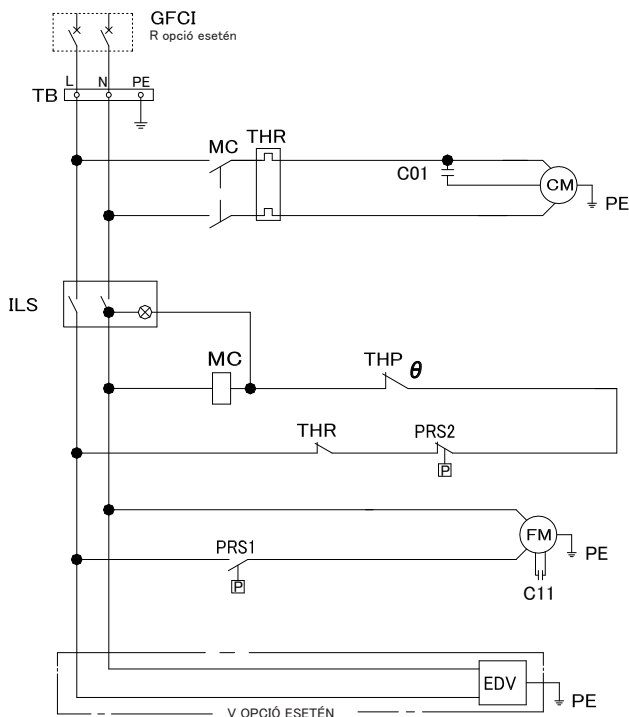 GFCI
R opció esetén
L N PE
TB
MC THR
C01
CM
PE
ILS
MC
THP θ
THR PRS2
P
FM
PE
PRS1
P
C11
EDV
PE
V OPCIÓ ESETÉN